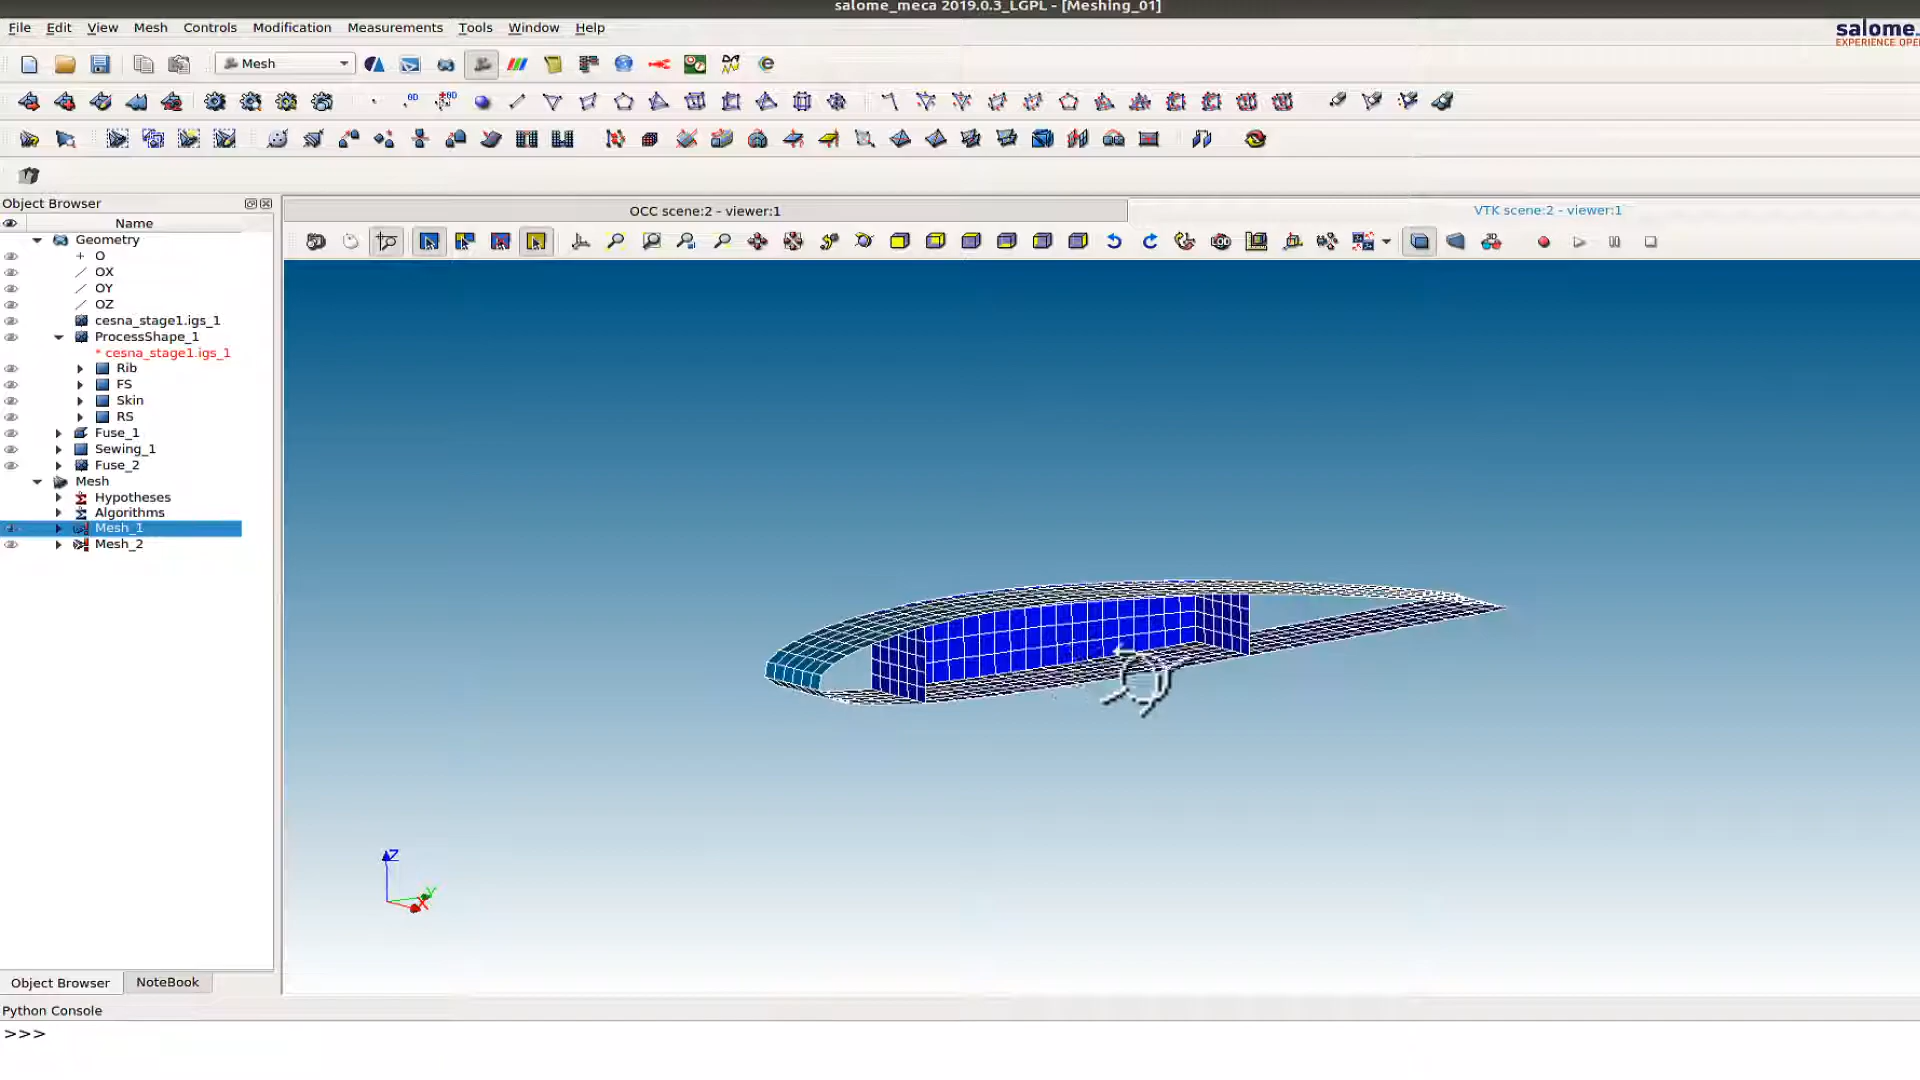 salome_meca 2019.0.3_LGPL - [Meshing_01]
File Edit View Mesh Controls Modification Measurements Tools Window Help
salome
EXPERIENCE
Mesh
0D
Object Browser
OCC scene:2 - viewer:1
VTK scene:2 - viewer:1
Name
Geometry
O
OX
OY
OZ
cesna_stage1.igs_1
ProcessShape_1
* cesna_stage1.igs_1
Rib
FS
Skin
RS
Fuse_1
Sewing_1
Fuse_2
Mesh
Hypotheses
Algorithms
Mesh_1
Mesh_2
Z
Y
X
Object Browser NoteBook
Python Console
>>>